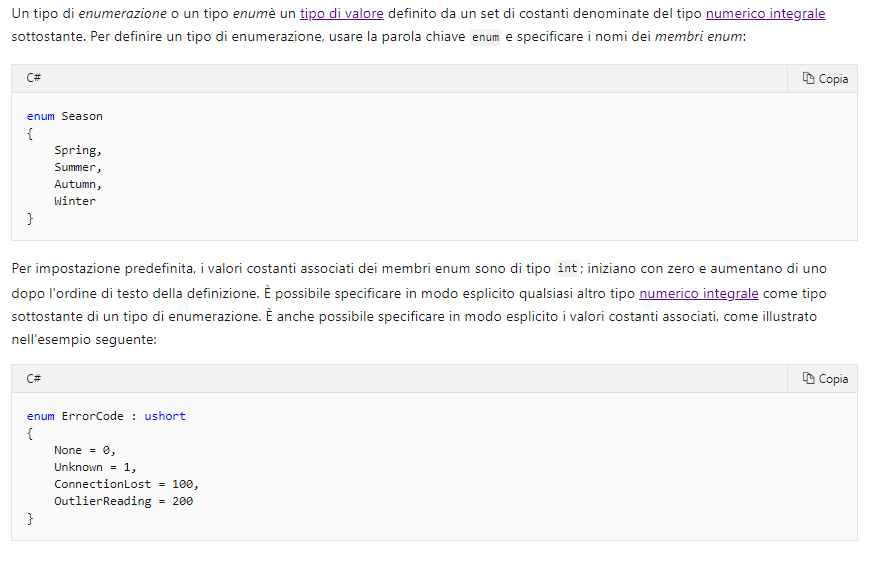 Un tipo di enumerazione o un tipo enumè un tipo di valore definito da un set di costanti denominate del tipo numerico integrale
sottostante. Per definire un tipo di enumerazione, usare la parola chiave enum e specificare i nomi dei membri enum:
C#
Copia
enum Season
{
    Spring,
    Summer,
    Autumn,
    Winter
}
Per impostazione predefinita, i valori costanti associati dei membri enum sono di tipo int; iniziano con zero e aumentano di uno
dopo l'ordine di testo della definizione. È possibile specificare in modo esplicito qualsiasi altro tipo numerico integrale come tipo
sottostante di un tipo di enumerazione. È anche possibile specificare in modo esplicito i valori costanti associati, come illustrato
nell'esempio seguente:
C#
Copia
enum ErrorCode : ushort
{
    None = 0,
    Unknown = 1,
    ConnectionLost = 100,
    OutlierReading = 200
}